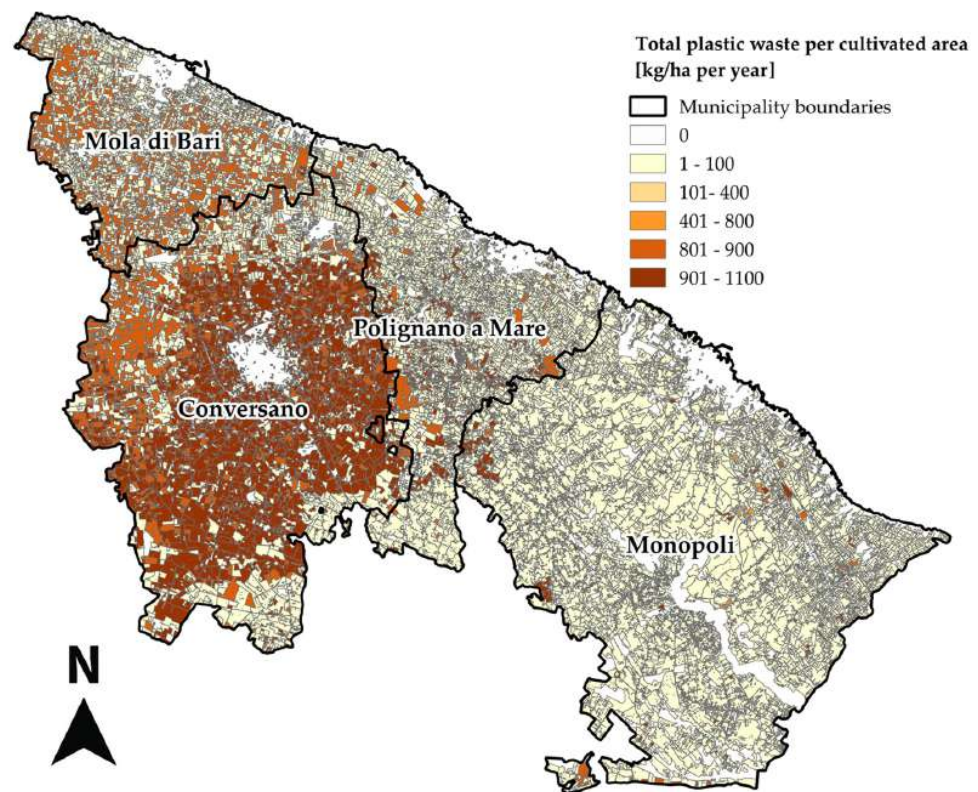 Total plastic waste per cultivated area
[kg/ha per year]
Municipality boundaries
0
1 - 100
101- 400
401 - 800
801 - 900
901 - 1100
Mola di Bari
Polignano a Mare
Conversano
Monopoli
N